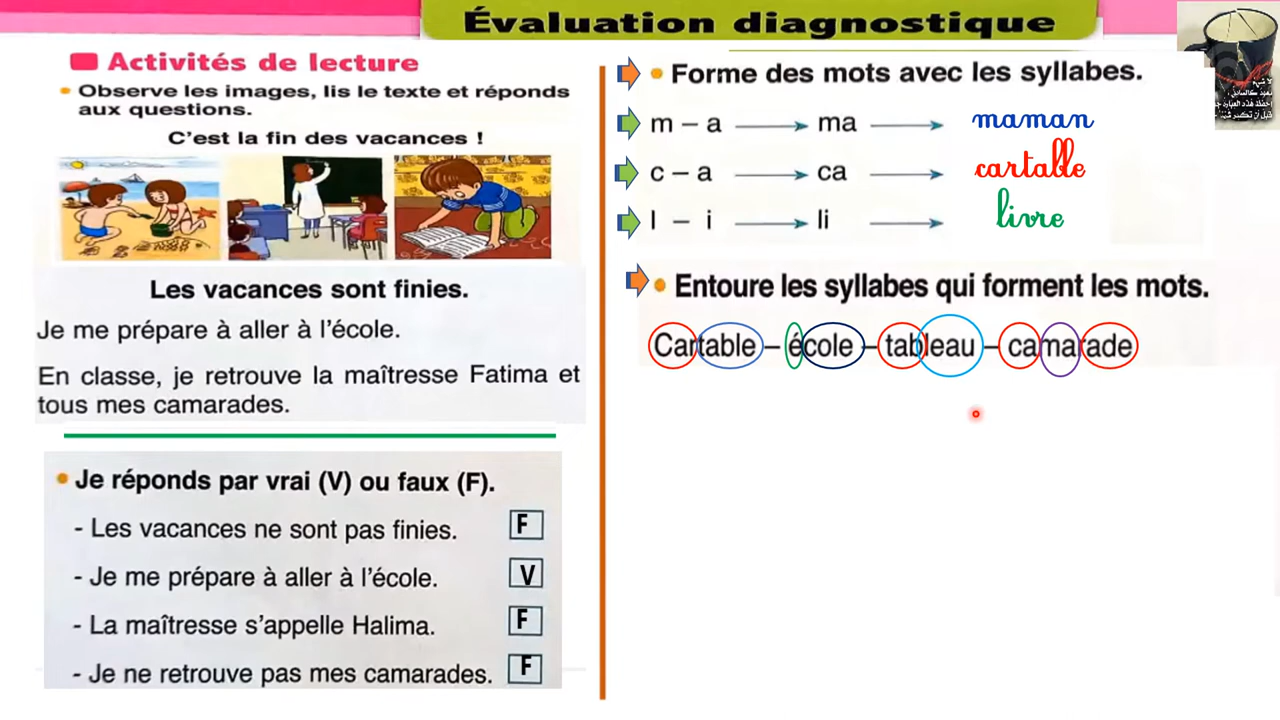 Évaluation diagnostique
Activités de lecture
• Observe les images, lis le texte et réponds
aux questions.
C'est la fin des vacances !
Les vacances sont finies.
Je me prépare à aller à l'école.
En classe, je retrouve la maîtresse Fatima et
tous mes camarades.
• Je réponds par vrai (V) ou faux (F).
- Les vacances ne sont pas finies. F
- Je me prépare à aller à l'école. V
- La maîtresse s'appelle Halima. F
- Je ne retrouve pas mes camarades. F
• Forme des mots avec les syllabes.
m – a → ma → maman
c – a → ca → cartable
l – i → li → livre
• Entoure les syllabes qui forment les mots.
Cartable – école – tableau – camarade